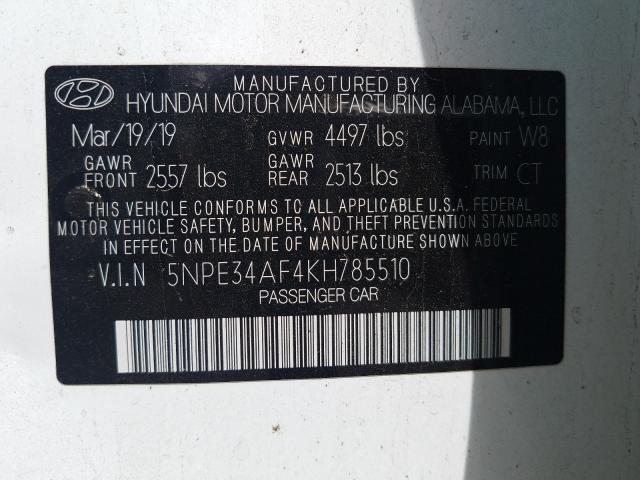 MANUFACTURED BY
HYUNDAI MOTOR MANUFACTURING ALABAMA, LLC
Mar/19/19 GVWR 4497 lbs PAINT W8
GAWR FRONT 2557 lbs GAWR REAR 2513 lbs TRIM CT
THIS VEHICLE CONFORMS TO ALL APPLICABLE U.S.A. FEDERAL
MOTOR VEHICLE SAFETY, BUMPER, AND THEFT PREVENTION STANDARDS
IN EFFECT ON THE DATE OF MANUFACTURE SHOWN ABOVE
V.I.N 5NPE34AF4KH785510
PASSENGER CAR